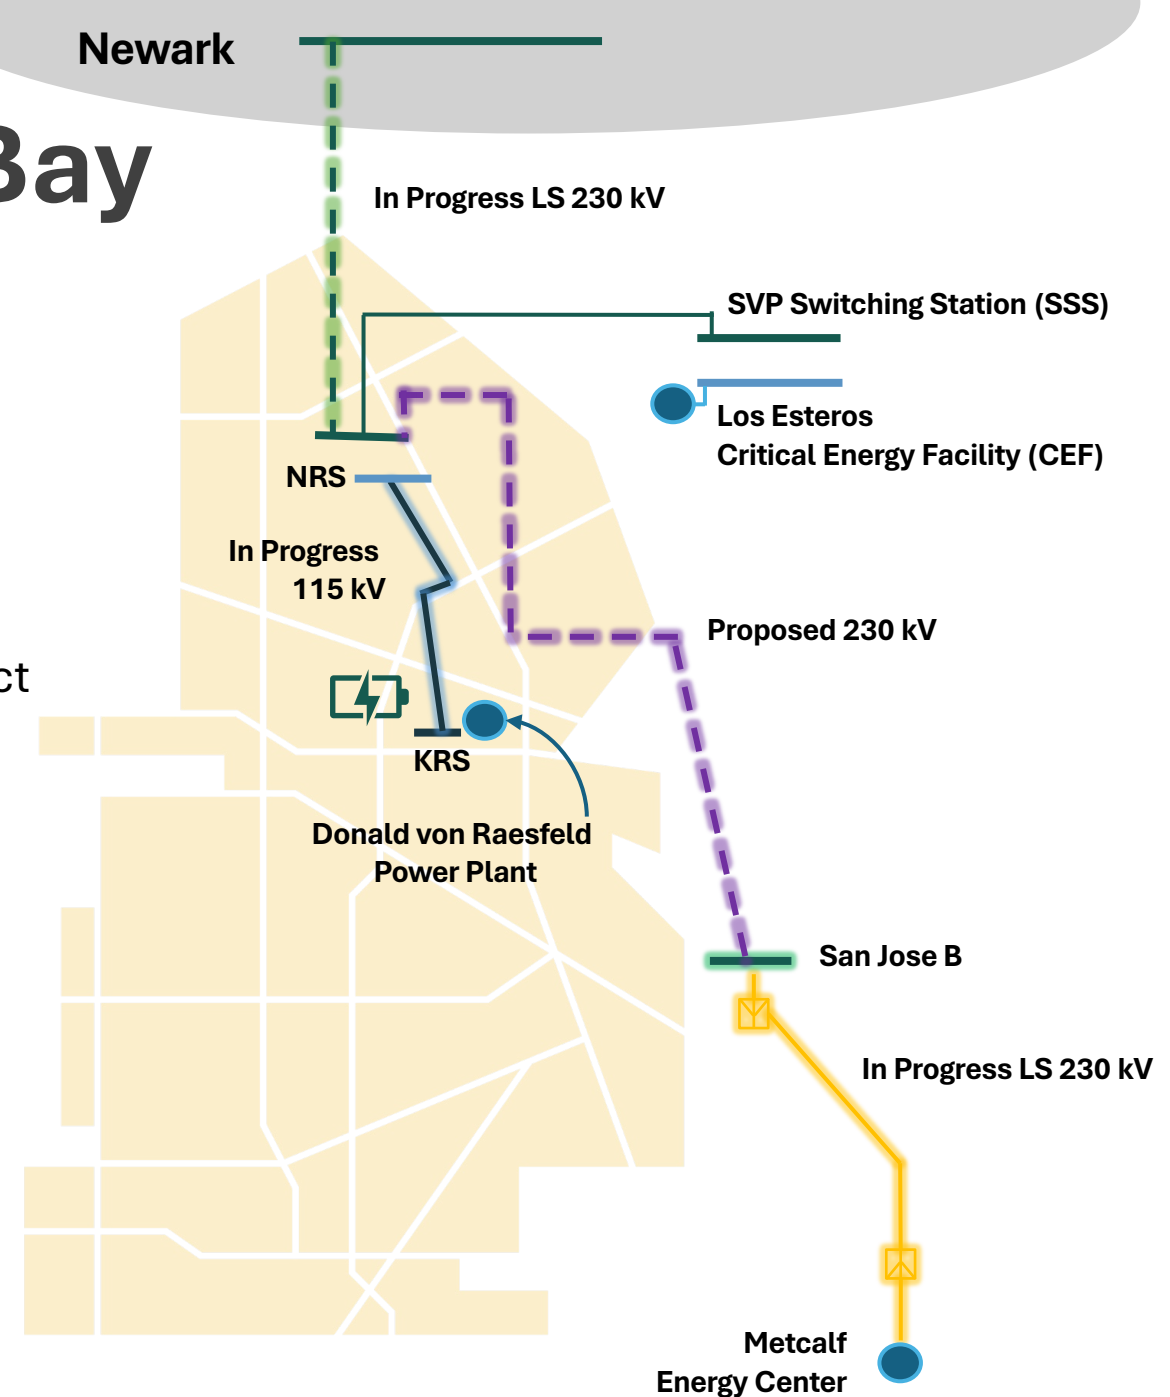 Newark
Bay
In Progress LS 230 kV
SVP Switching Station (SSS)
Los Esteros
Critical Energy Facility (CEF)
NRS
In Progress
115 kV
Proposed 230 kV
ct
KRS
Donald von Raesfeld
Power Plant
San Jose B
In Progress LS 230 kV
Metcalf
Energy Center